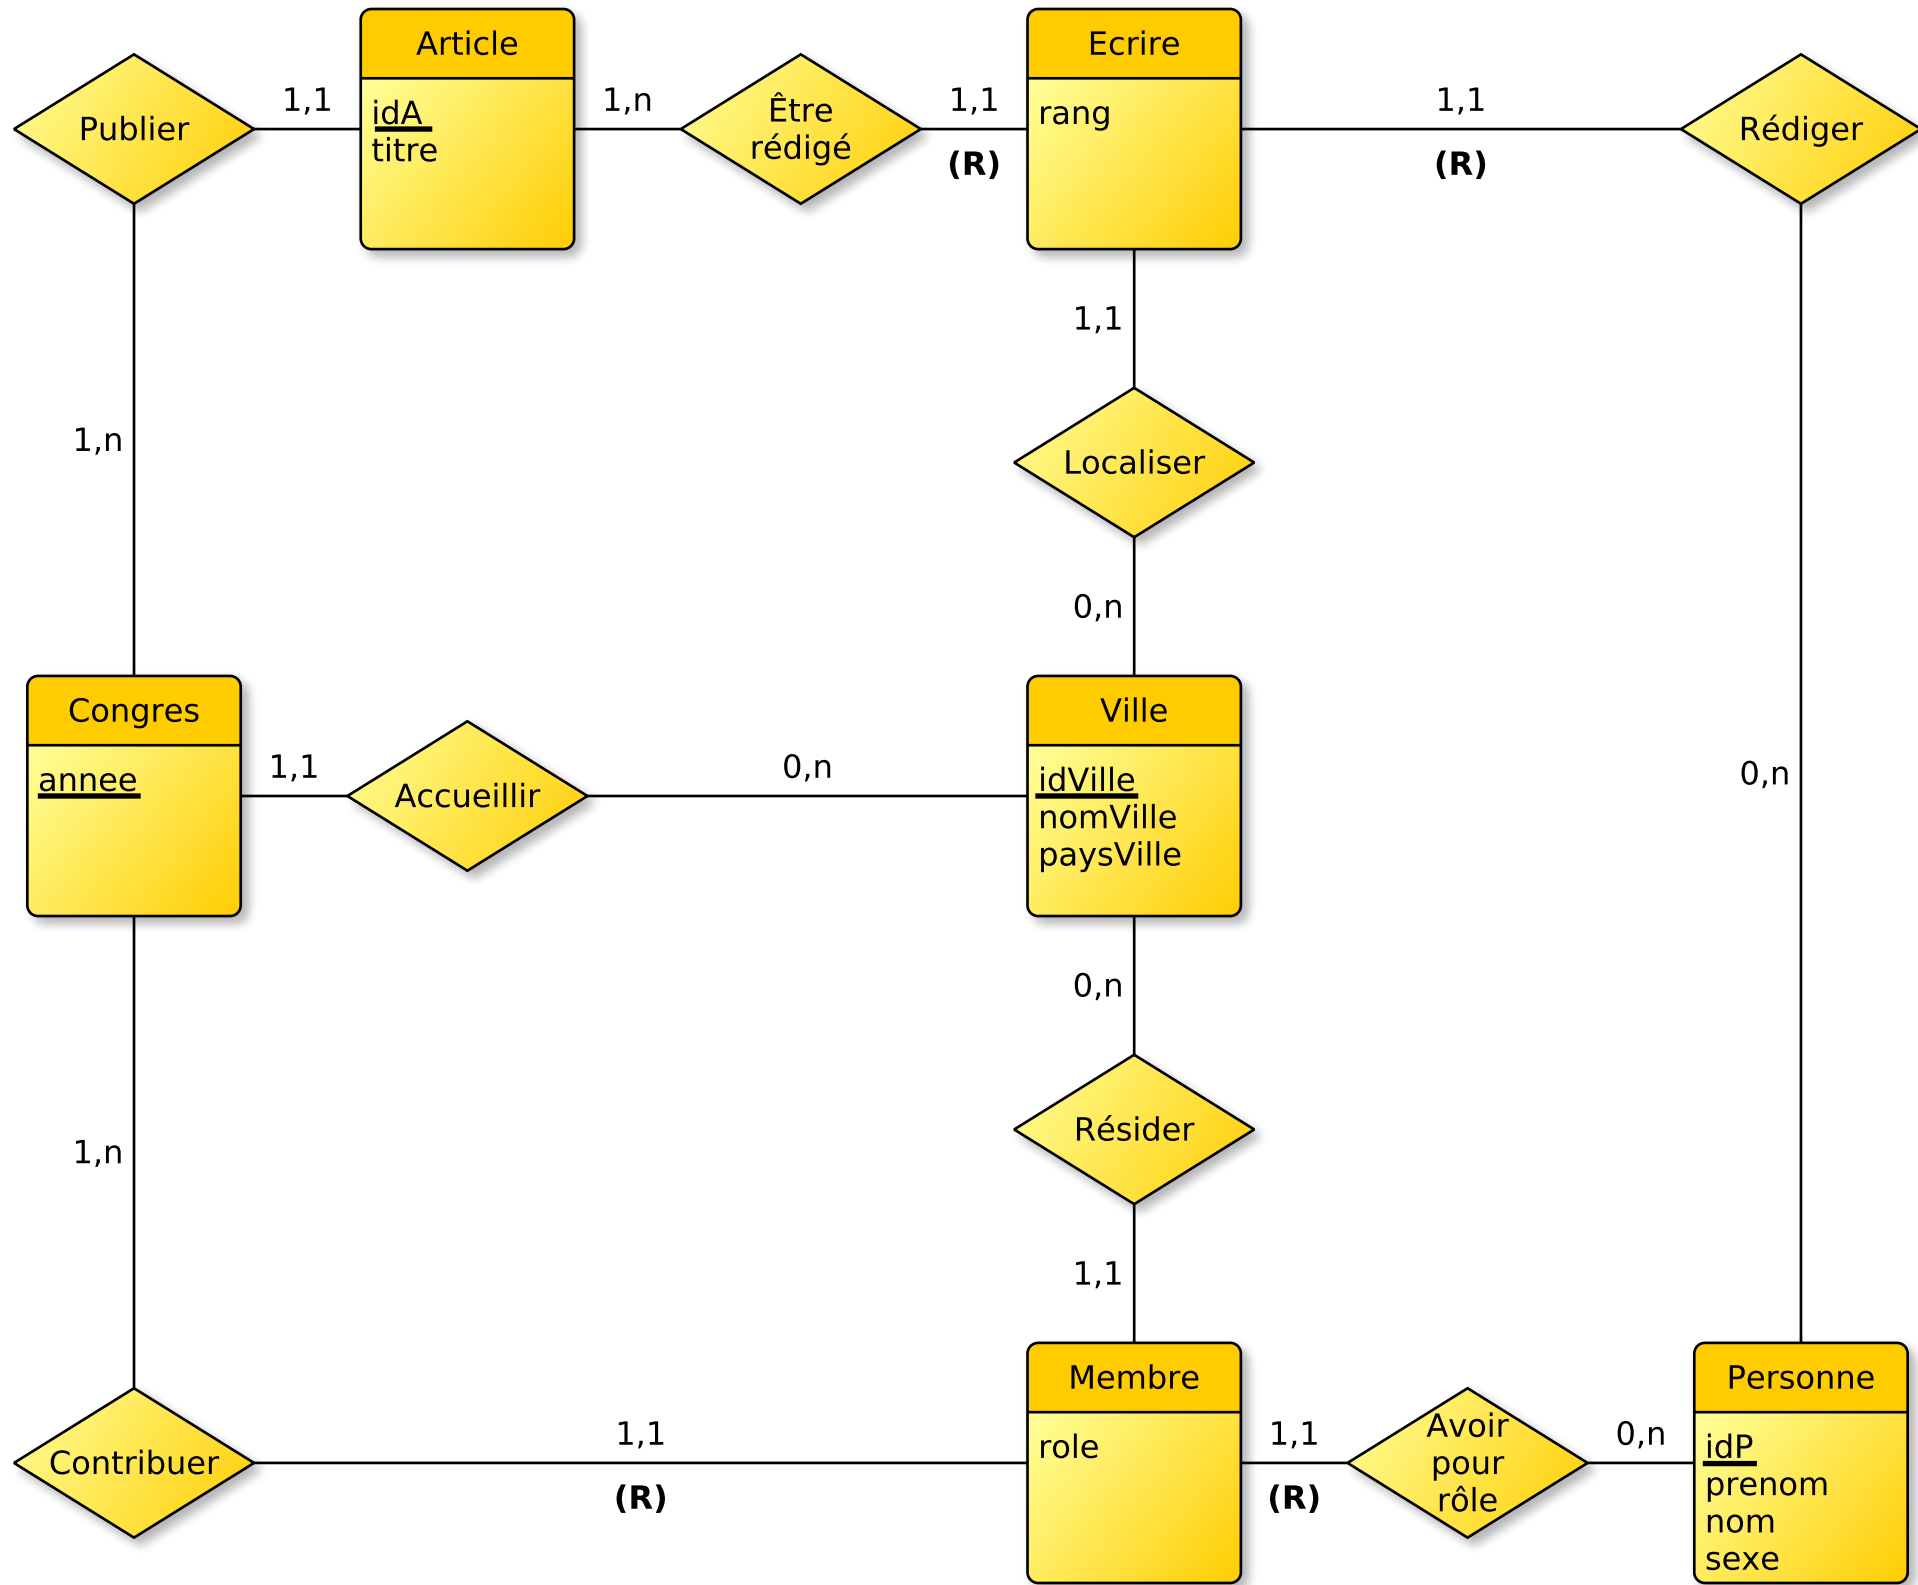 Article
Ecrire
Publier
1,1
idA
titre
1,n
Être
rédigé
1,1
(R)
rang
1,1
(R)
Rédiger
1,1
1,n
Localiser
0,n
0,n
Congres
annee
1,1
Accueillir
0,n
Ville
idVille
nomVille
paysVille
0,n
1,n
Résider
1,1
Contribuer
1,1
(R)
Membre
role
1,1
(R)
Avoir
pour
rôle
0,n
Personne
idP
prenom
nom
sexe